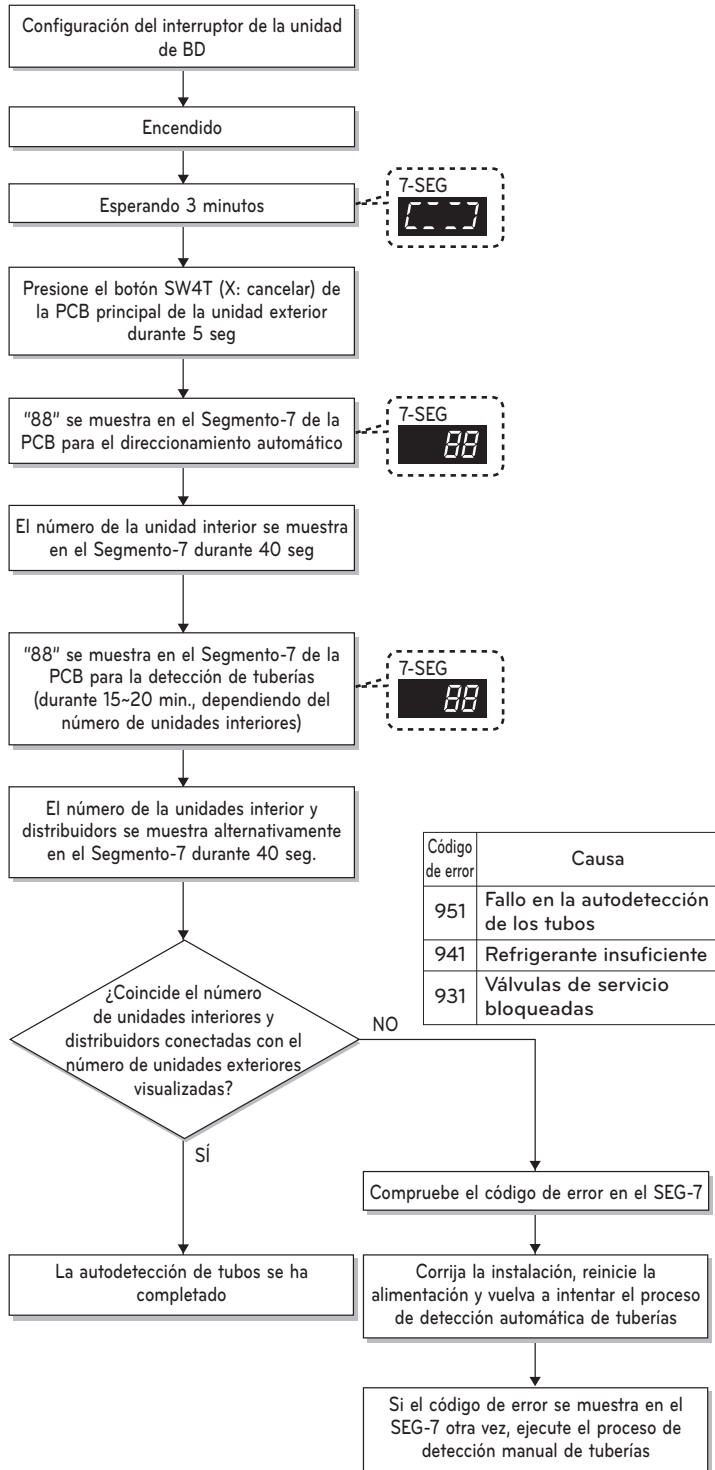 Configuración del interruptor de la unidad
de BD
Encendido
Esperando 3 minutos
7-SEG
Presione el botón SW4T (X: cancelar) de
la PCB principal de la unidad exterior
durante 5 seg
"88" se muestra en el Segmento-7 de la
PCB para el direccionamiento automático
7-SEG
88
El número de la unidad interior se muestra
en el Segmento-7 durante 40 seg
"88" se muestra en el Segmento-7 de la
PCB para la detección de tuberías
(durante 15~20 min., dependiendo del
número de unidades interiores)
7-SEG
88
El número de la unidades interior y
distribuidors se muestra alternativamente
en el Segmento-7 durante 40 seg.
Código
de error
Causa
951
Fallo en la autodetección
de los tubos
941
Refrigerante insuficiente
931
Válvulas de servicio
bloqueadas
¿Coincide el número
de unidades interiores y
distribuidors conectadas con el
número de unidades exteriores
visualizadas?
NO
SÍ
Compruebe el código de error en el SEG-7
La autodetección de tubos se ha
completado
Corrija la instalación, reinicie la
alimentación y vuelva a intentar el proceso
de detección automática de tuberías
Si el código de error se muestra en el
SEG-7 otra vez, ejecute el proceso de
detección manual de tuberías